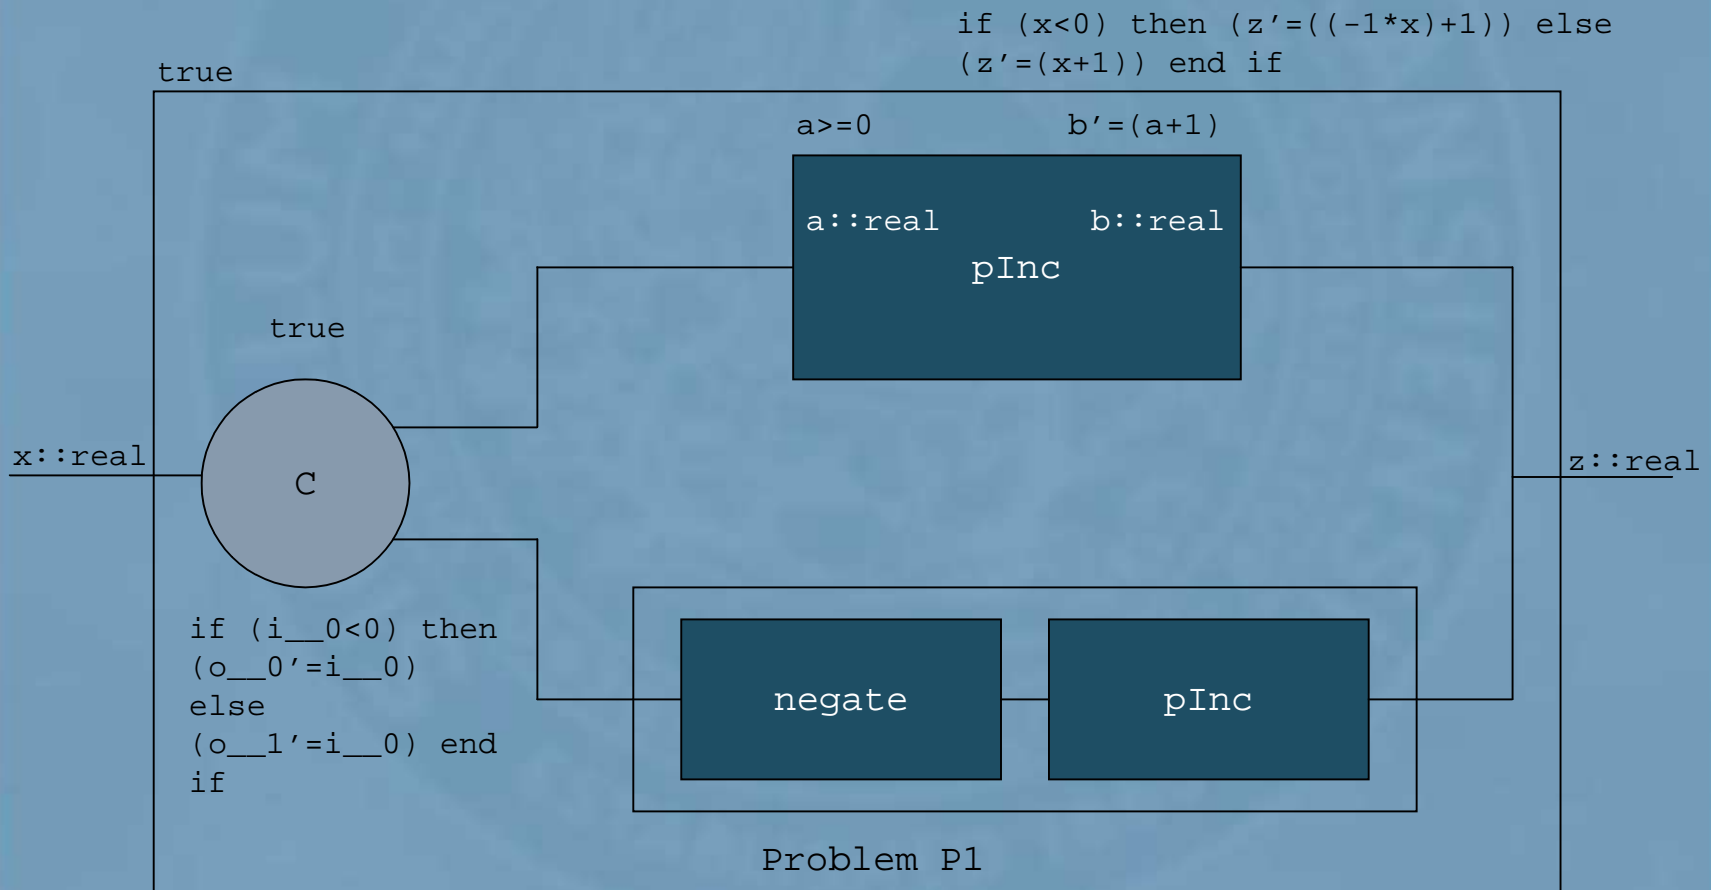 if (x<0) then (z′=((-1*x)+1)) else
(z′=(x+1)) end if
true
a>=0
b′=(a+1)
a::real
b::real
pInc
true
x::real
C
z::real
if (i__0<0) then
(o__0′=i__0)
else
(o__1′=i__0) end
if
negate
pInc
Problem P1